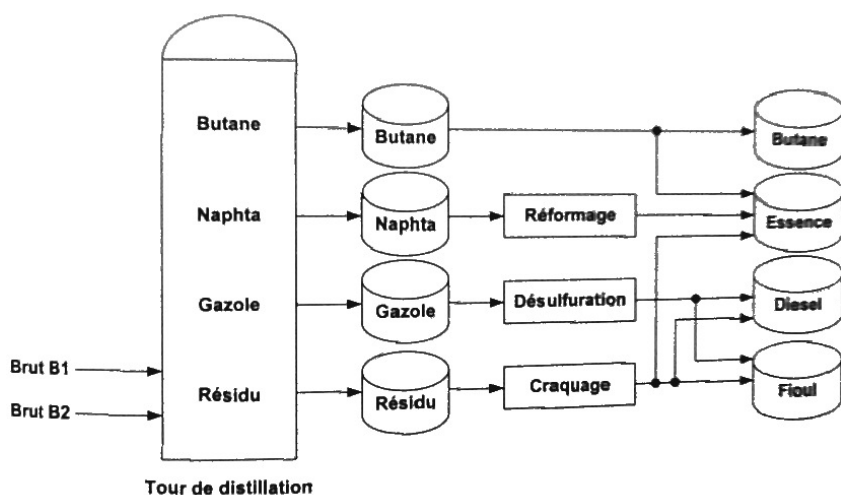 Butane
Butane
Butane
Naphta
Naphta
Réformage
Essence
Gazole
Gazole
Désulfuration
Diesel
Brut B1
Brut B2
Résidu
Résidu
Craquage
Fioul
Tour de distillation